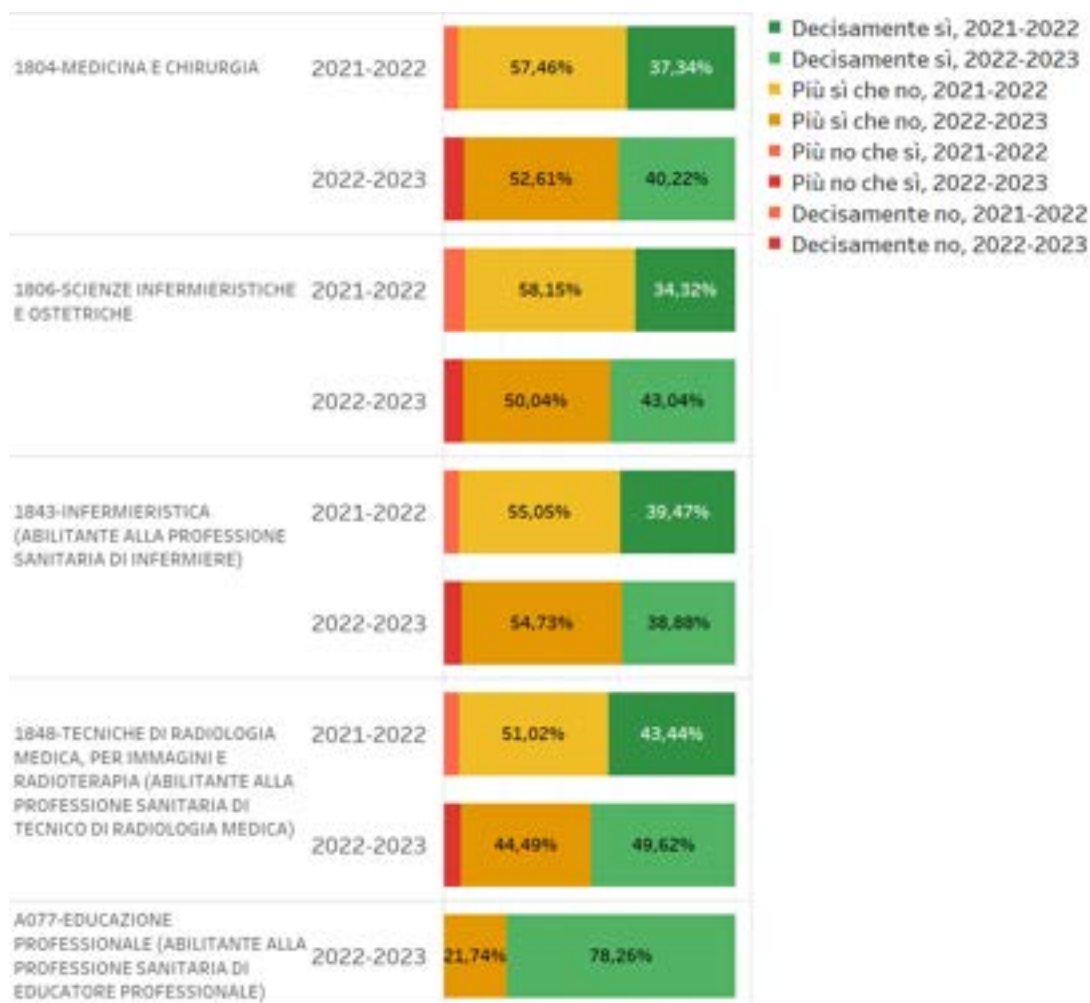 1804-MEDICINA E CHIRURGIA
2021-2022
57,46%
37,34%
2022-2023
52,61%
40,22%
1806-SCIENZE INFERMIERISTICHE
E OSTETRICHE
2021-2022
58,15%
34,32%
2022-2023
50,04%
43,04%
1843-INFERMIERISTICA
(ABILITANTE ALLA PROFESSIONE
SANITARIA DI INFERMIERE)
2021-2022
55,05%
39,47%
2022-2023
54,73%
38,88%
1848-TECNICHE DI RADIOLOGIA
MEDICA, PER IMMAGINI E
RADIOTERAPIA (ABILITANTE ALLA
PROFESSIONE SANITARIA DI
TECNICO DI RADIOLOGIA MEDICA)
2021-2022
51,02%
43,44%
2022-2023
44,49%
49,62%
A077-EDUCAZIONE
PROFESSIONALE (ABILITANTE ALLA
PROFESSIONE SANITARIA DI
EDUCATORE PROFESSIONALE)
2022-2023
21,74%
78,26%
Decisamente sì, 2021-2022
Decisamente sì, 2022-2023
Più sì che no, 2021-2022
Più sì che no, 2022-2023
Più no che sì, 2021-2022
Più no che sì, 2022-2023
Decisamente no, 2021-2022
Decisamente no, 2022-2023